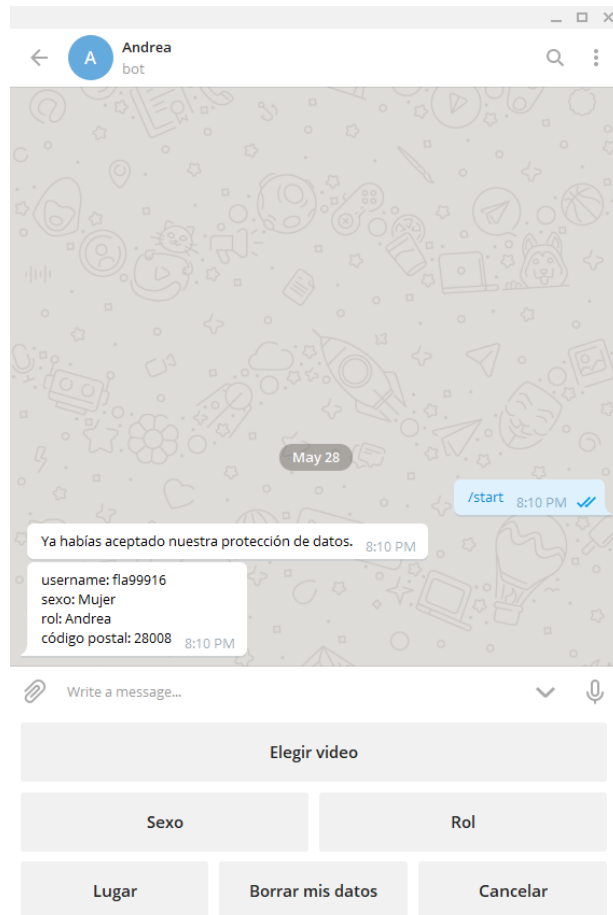 Andrea
A
bot
May 28
/start 8:10 PM
Ya habías aceptado nuestra protección de datos. 8:10 PM
username: fla99916
sexo: Mujer
rol: Andrea
código postal: 28008 8:10 PM
Write a message...
Elegir video
Sexo Rol
Lugar Borrar mis datos Cancelar